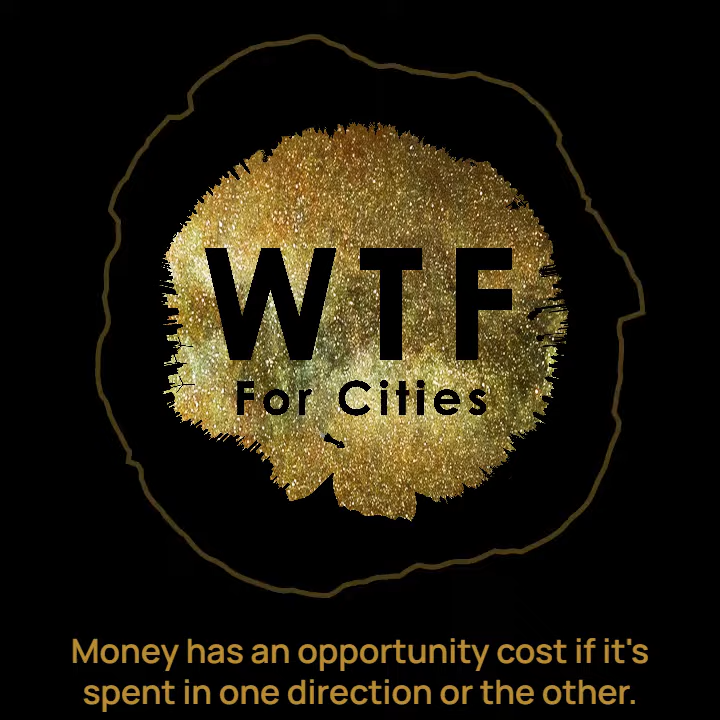 WTF
For Cities
Money has an opportunity cost if it's
spent in one direction or the other.